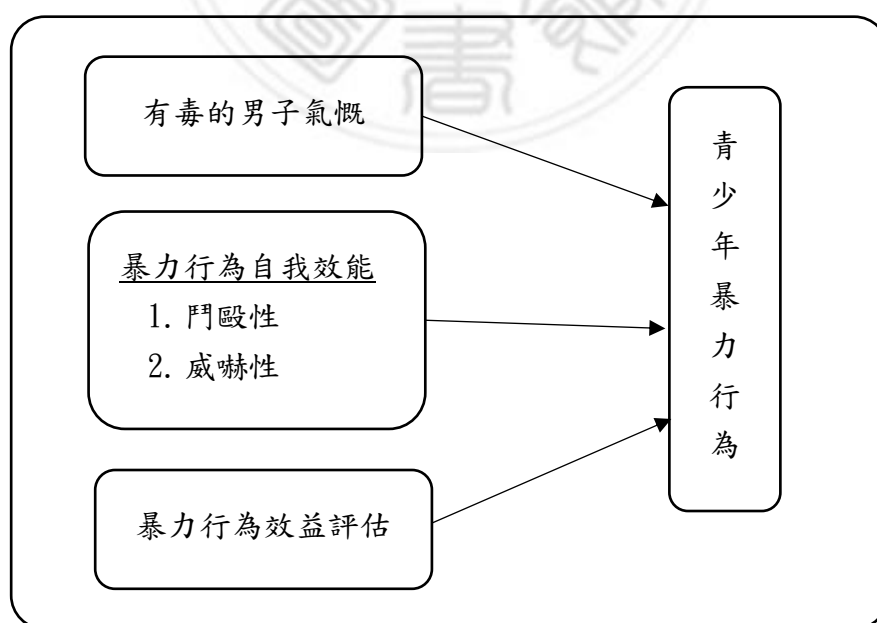 有毒的男子氣慨
暴力行為自我效能
1. 鬥毆性
2. 威嚇性
暴力行為效益評估
青少年暴力行為
書